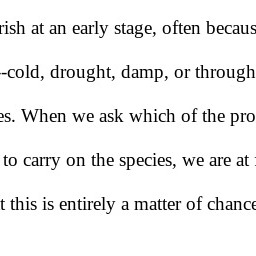 rish at an early stage, often becaus
-cold, drought, damp, or through
es. When we ask which of the pro
to carry on the species, we are at
t this is entirely a matter of chance